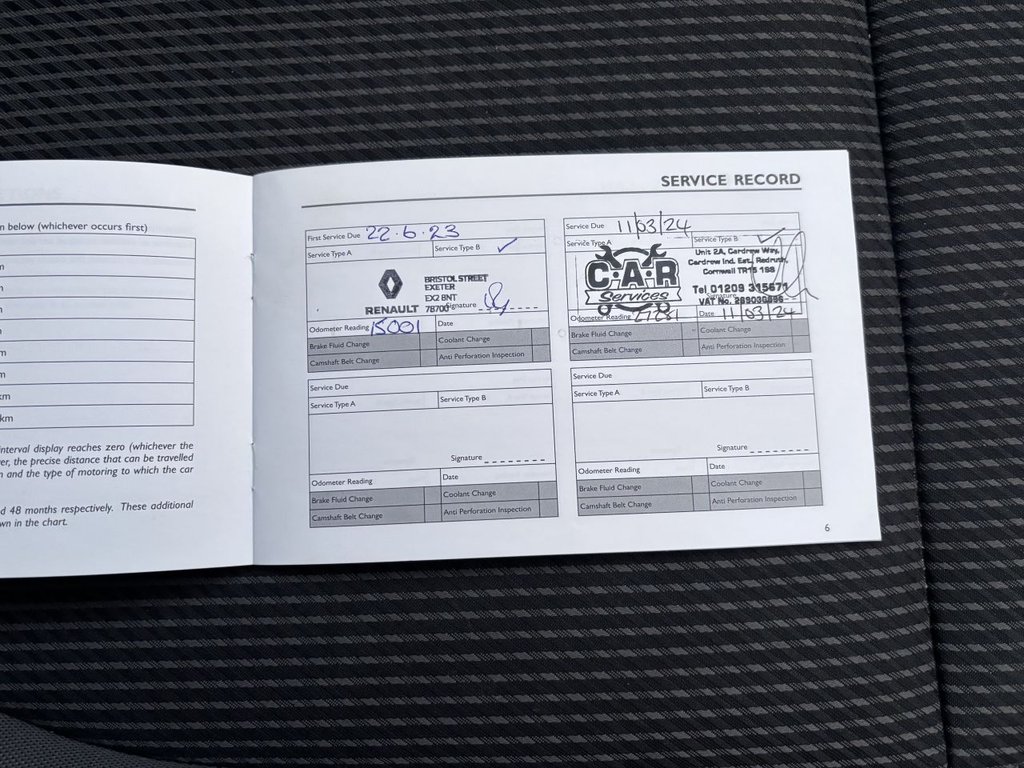 n below (whichever occurs first)
m
m
m
m
m
m
km
km
interval display reaches zero (whichever the
er, the precise distance that can be travelled
n and the type of motoring to which the car
d 48 months respectively. These additional
wn in the chart.
SERVICE RECORD
First Service Due 22.6.23
Service Type A
Service Type B ✓
RENAULT
BRISTOL STREET
EXETER
EX2 8NT
78700
Signature
Odometer Reading 15001
Date
Brake Fluid Change
Coolant Change
Camshaft Belt Change
Anti Perforation Inspection
Service Due 11/03/24
Service Type A
Service Type B ✓
C·A·R
Services
Unit 2A, Cardrew Way,
Cardrew Ind. Est., Redruth,
Cornwall TR15 1SS
Tel 01209 315671
Signature
VAT No.
Odometer Reading
Date 11/03/24
Brake Fluid Change
Coolant Change
Camshaft Belt Change
Anti Perforation Inspection
Service Due
Service Type A
Service Type B
Signature
Odometer Reading
Date
Brake Fluid Change
Coolant Change
Camshaft Belt Change
Anti Perforation Inspection
Service Due
Service Type A
Service Type B
Signature
Odometer Reading
Date
Brake Fluid Change
Coolant Change
Camshaft Belt Change
Anti Perforation Inspection
6